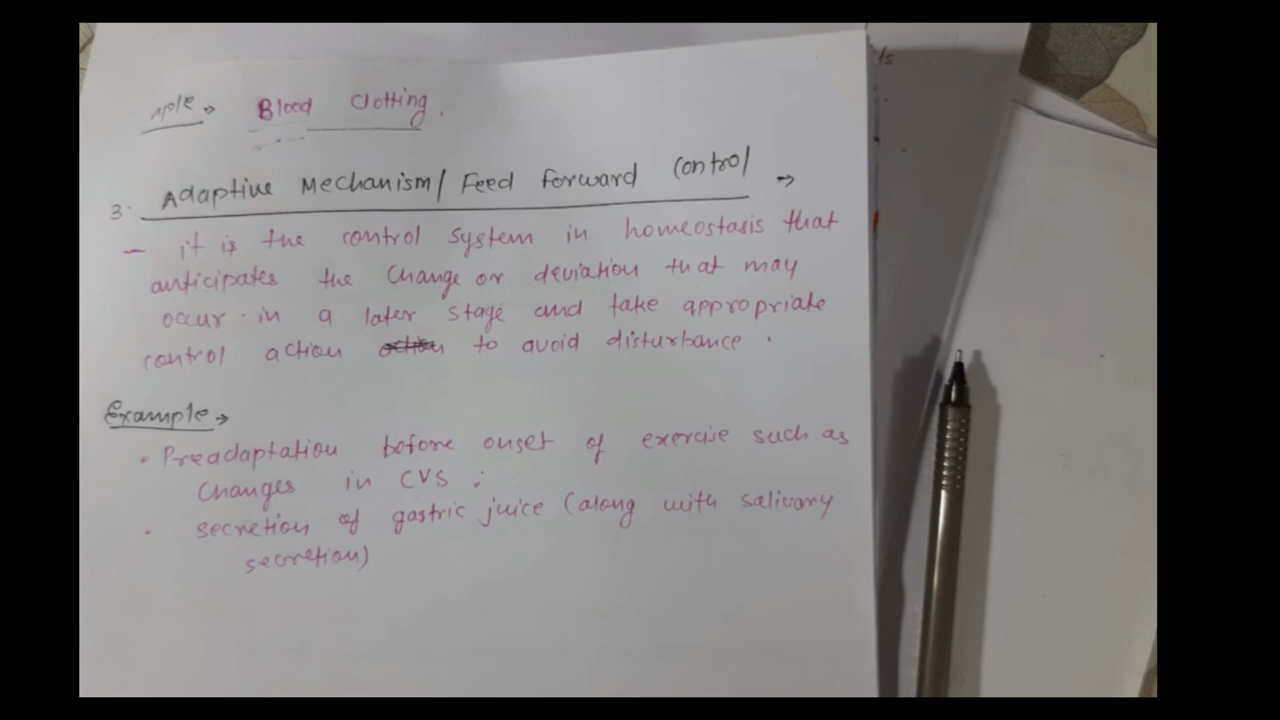 Blood Clotting.
3. Adaptive Mechanism/ Feed forward Control →
- it is the control system in homeostasis that
anticipates the change or deviation that may
occur in a later stage and take appropriate
control action to avoid disturbance.
Example →
• Preadaptation before onset of exercise such as
changes in CVS;
• secretion of gastric juice (along with salivary
secretion)